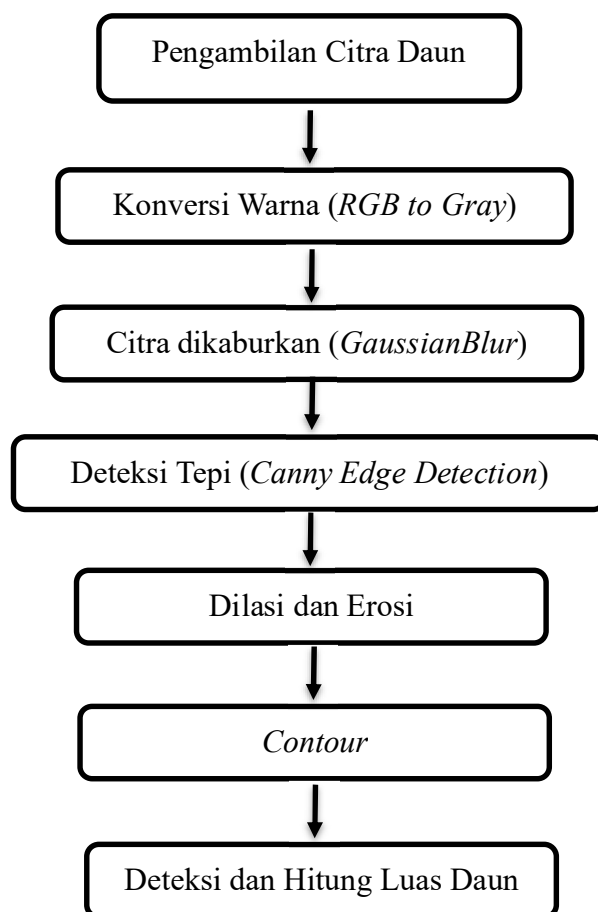 Pengambilan Citra Daun
Konversi Warna (RGB to Gray)
Citra dikaburkan (GaussianBlur)
Deteksi Tepi (Canny Edge Detection)
Dilasi dan Erosi
Contour
Deteksi dan Hitung Luas Daun